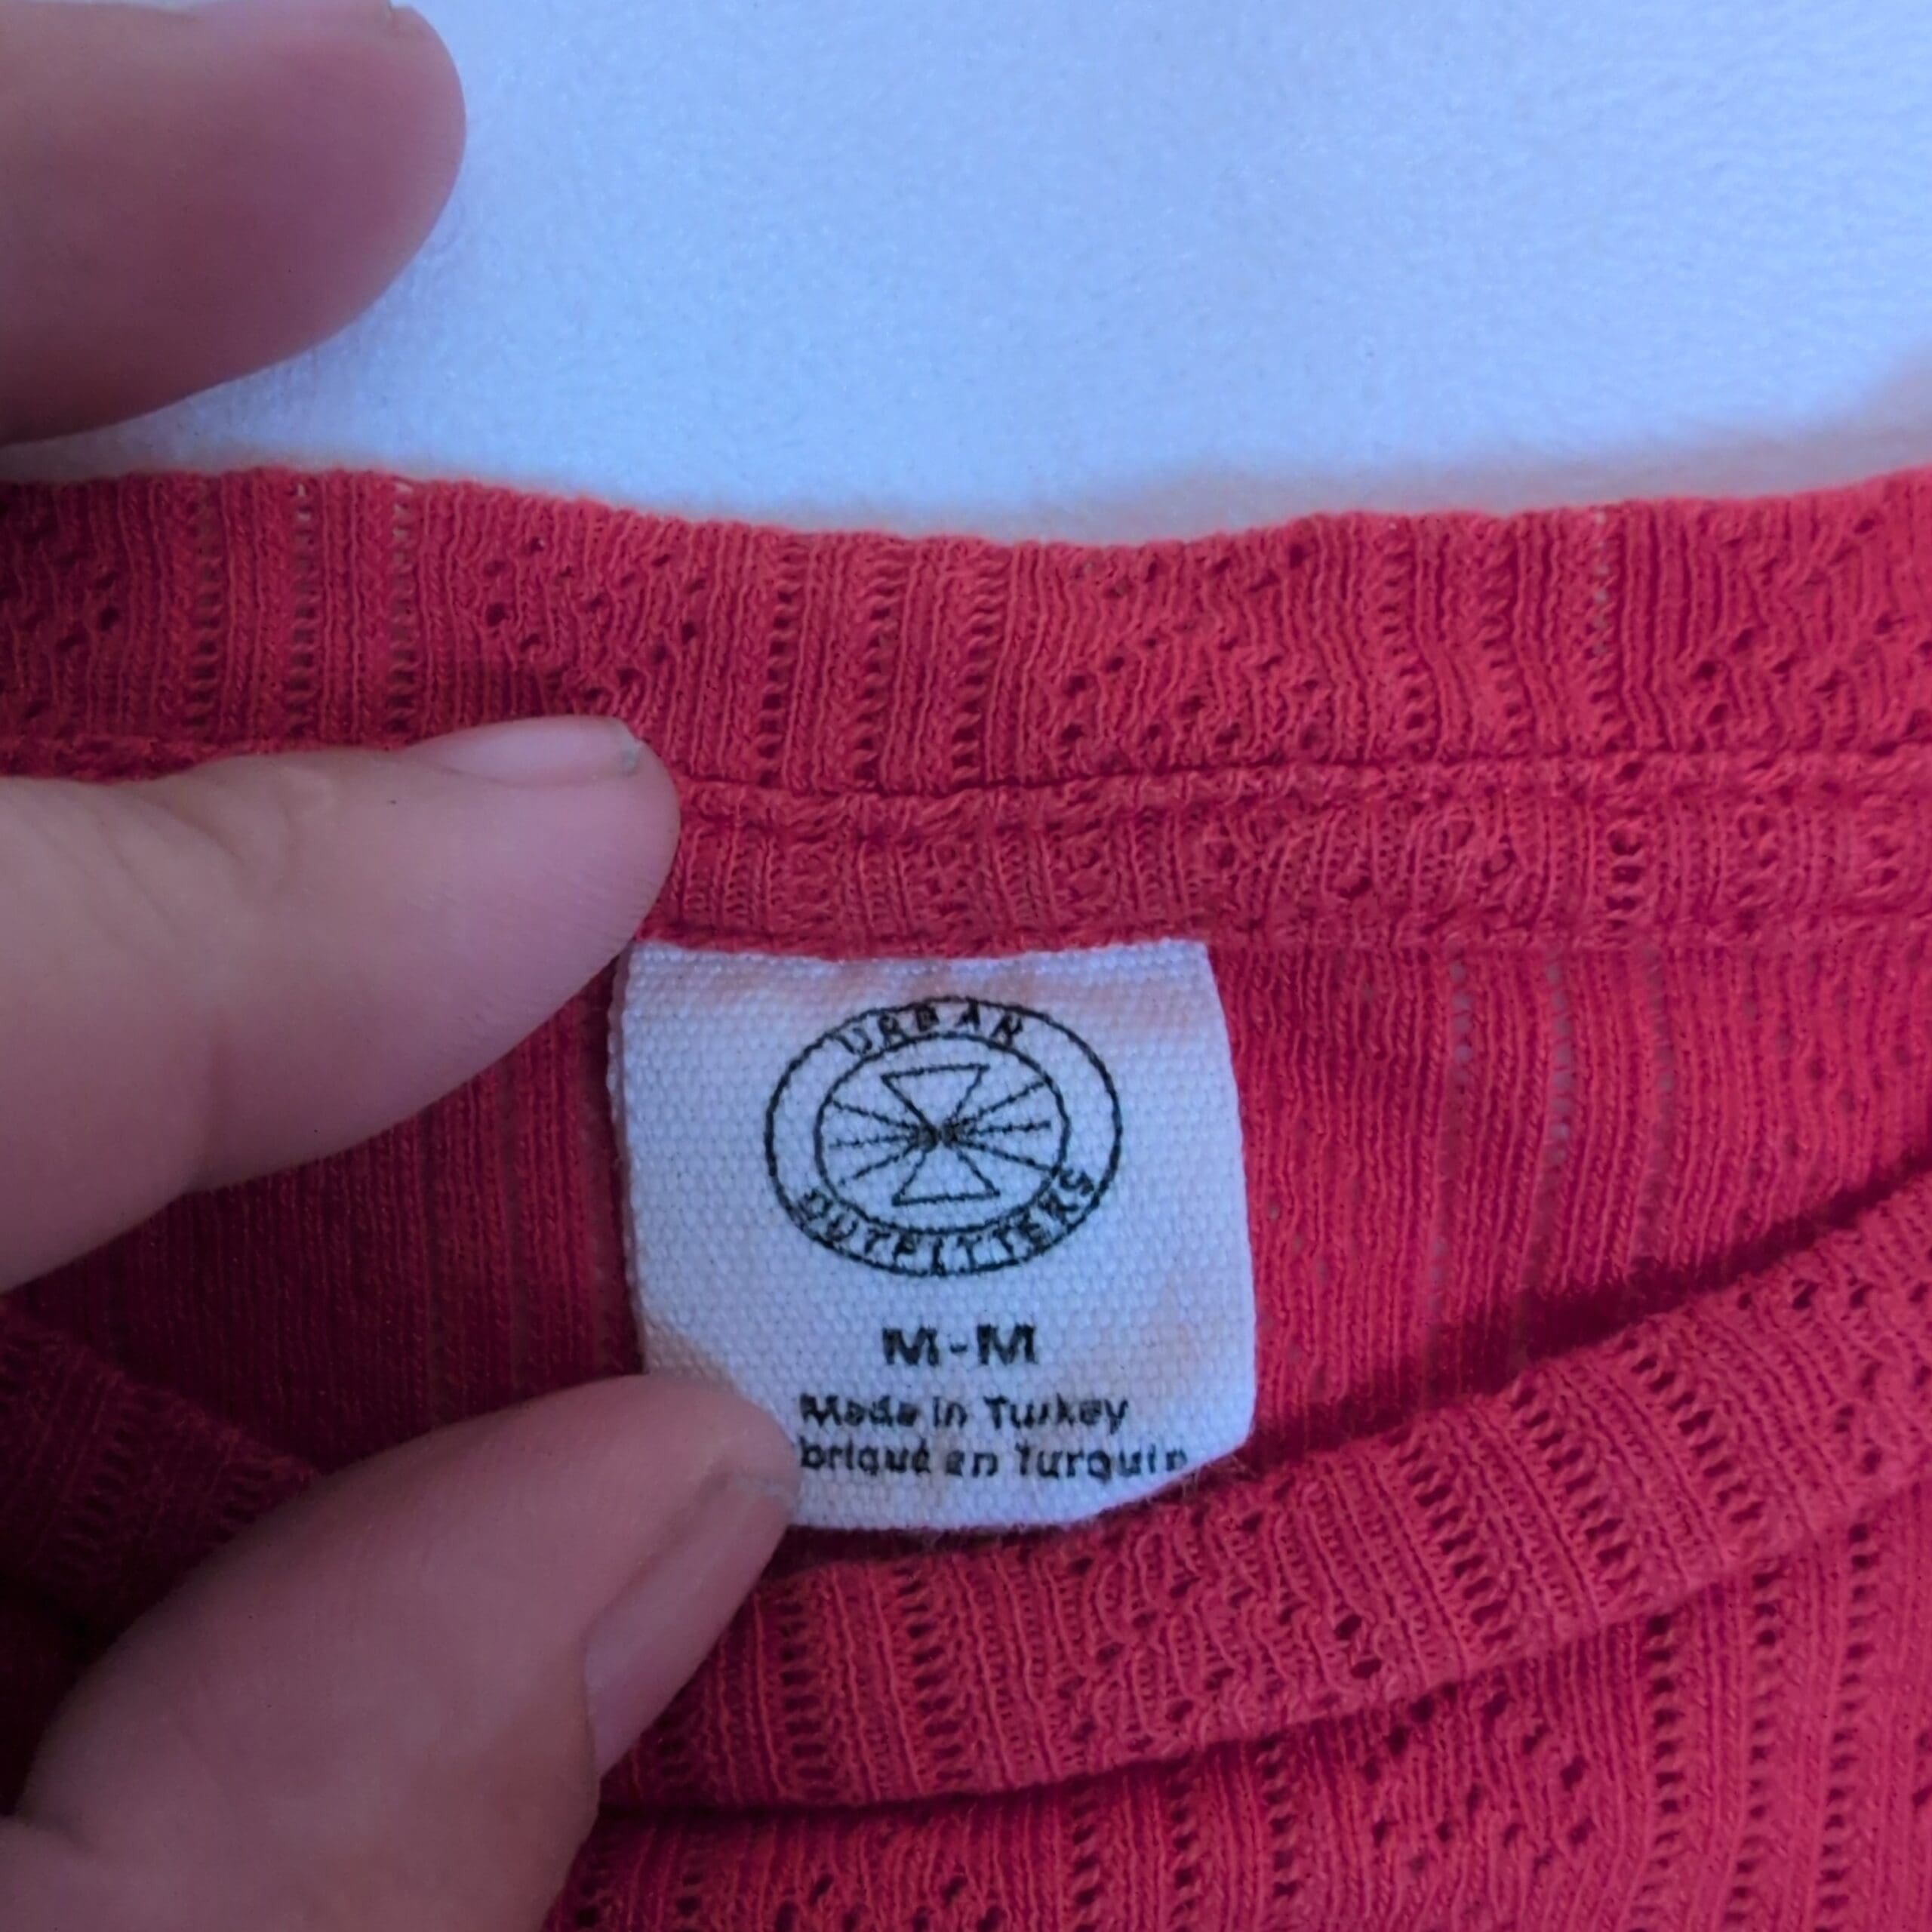 URBAN
OUTFITTERS
M-M
Made in Turkey
briqué en Turquie